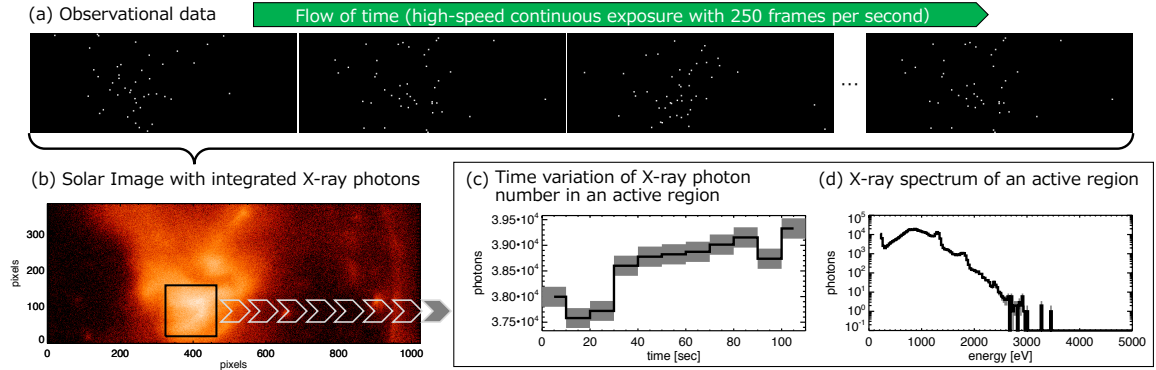 (a) Observational data
Flow of time (high-speed continuous exposure with 250 frames per second)
...
(b) Solar Image with integrated X-ray photons
pixels
300
200
100
0
0 200 400 600 800 1000
pixels
(c) Time variation of X-ray photon
number in an active region
photons
3.95•10⁴
3.90•10⁴
3.85•10⁴
3.80•10⁴
3.75•10⁴
0 20 40 60 80 100
time [sec]
(d) X-ray spectrum of an active region
photons
10⁵
10⁴
10³
10²
10¹
10⁰
10⁻¹
0 1000 2000 3000 4000 5000
energy [eV]